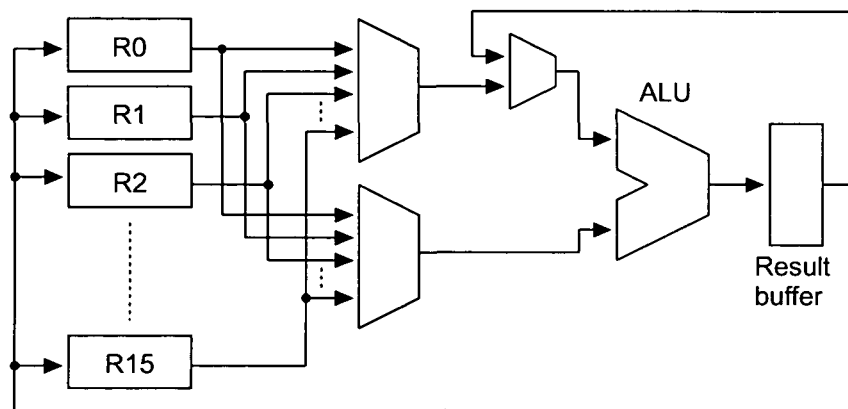 R0
R1
R2
R15
ALU
Result
buffer